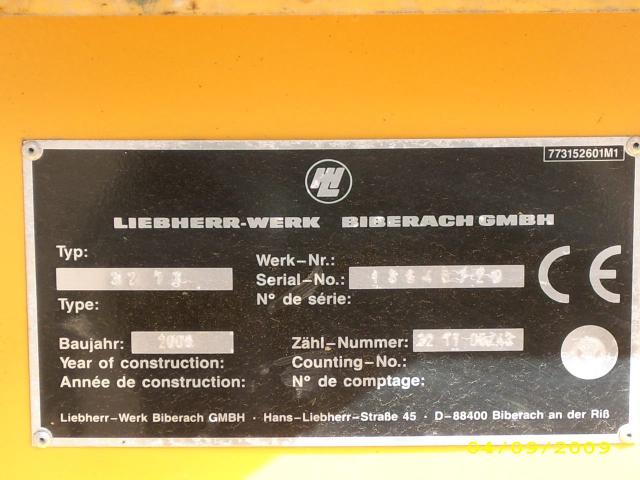 773152601M1
LIEBHERR-WERK BIBERACH GMBH
Typ:
Type:
Werk-Nr.:
Serial-No.:
N° de série:
CE
Baujahr:
Year of construction:
Année de construction:
Zähl-Nummer:
Counting-No.:
N° de comptage:
Liebherr-Werk Biberach GMBH · Hans-Liebherr-Straße 45 · D-88400 Biberach an der Riß
04/09/2009